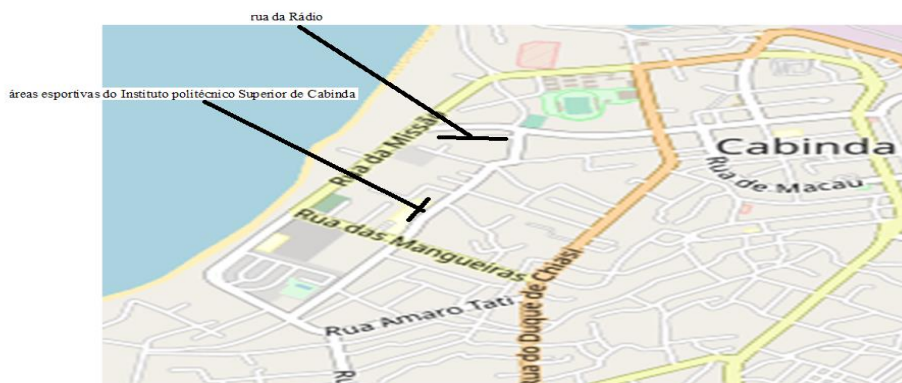 rua da Rádio
áreas esportivas do Instituto politécnico Superior de Cabinda
Rua da Missão
Cabinda
Rua de Macau
Rua das Mangueiras
Rua do Duque de Chiasi
Rua Amaro Tati